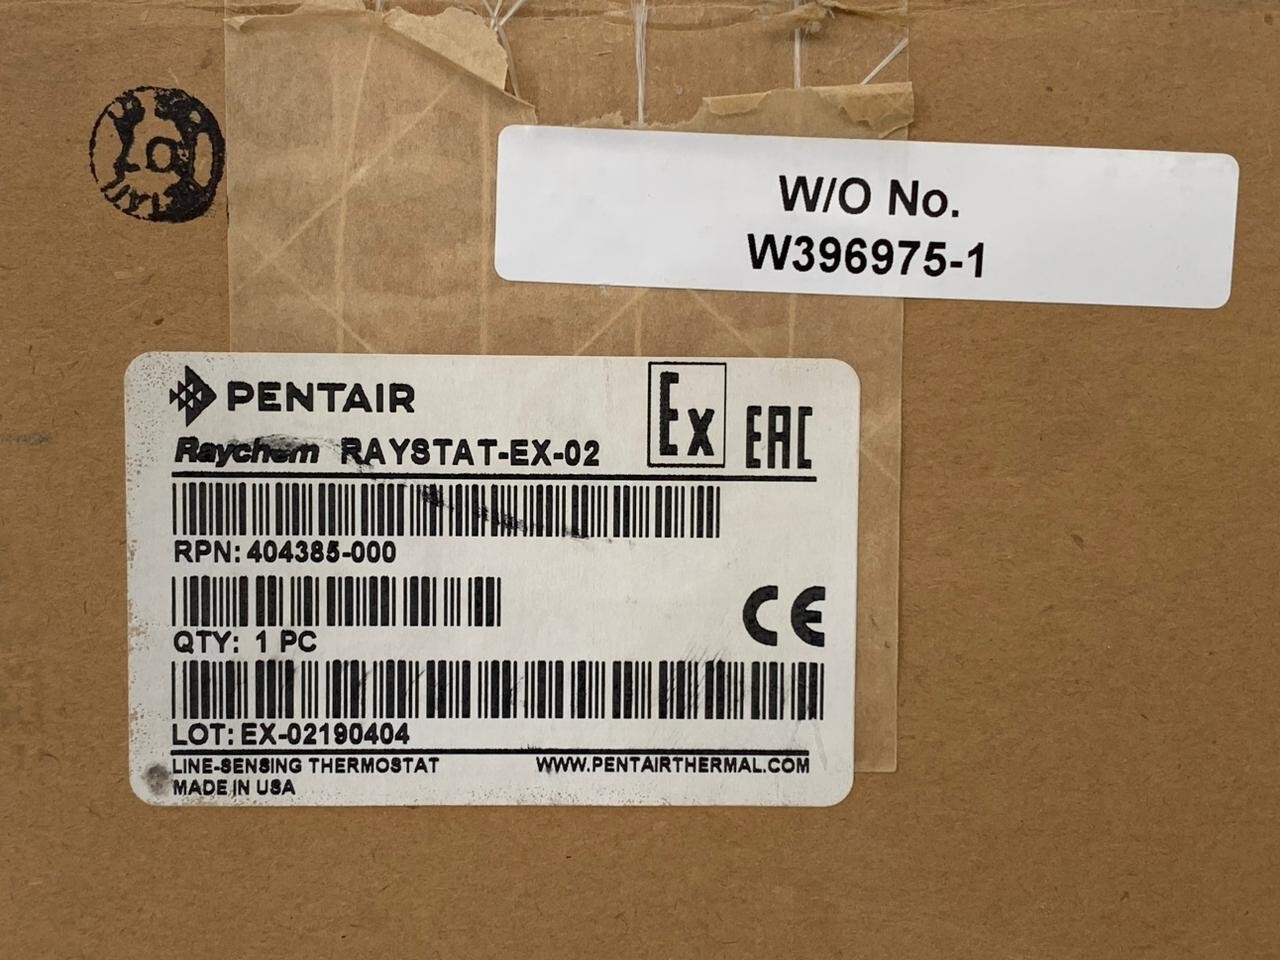 W/O No.
W396975-1
PENTAIR
Raychem RAYSTAT-EX-02
Ex EAC
RPN: 404385-000
QTY: 1 PC
CE
LOT: EX-02190404
LINE-SENSING THERMOSTAT WWW.PENTAIRTHERMAL.COM
MADE IN USA